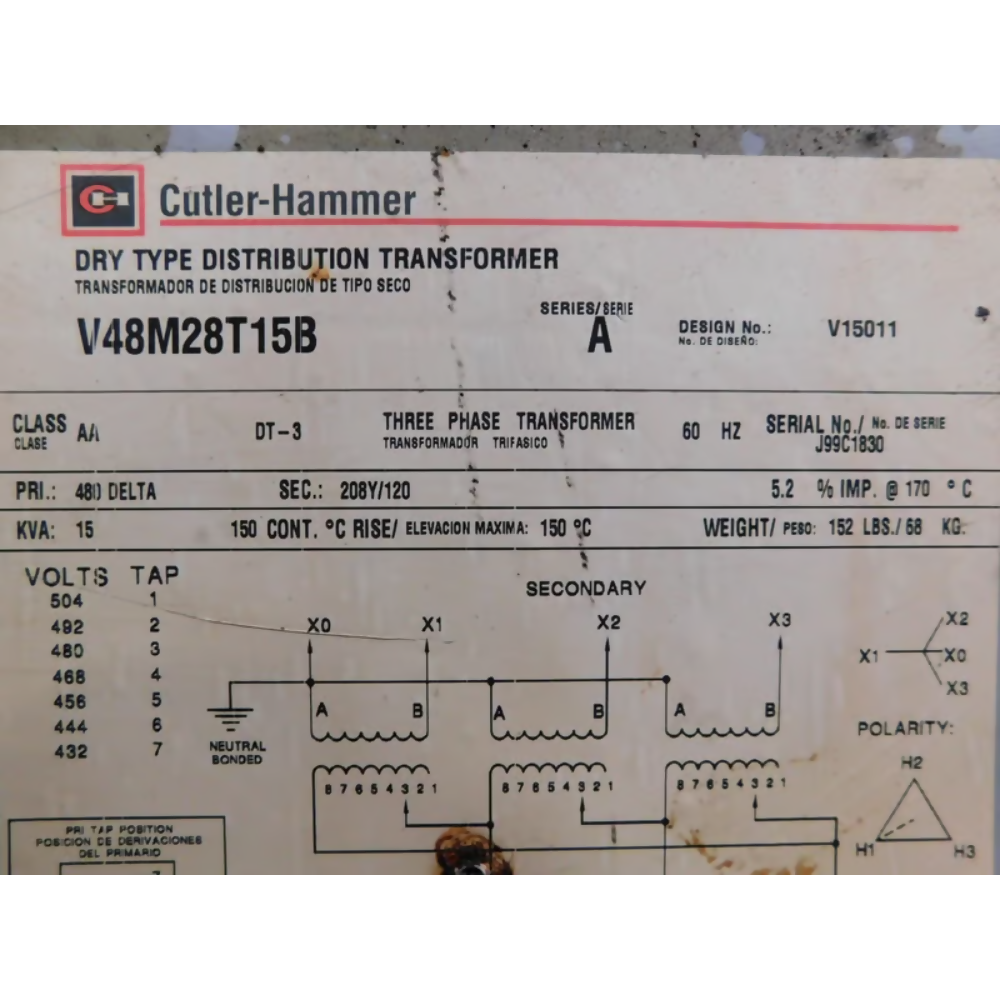 Cutler-Hammer
DRY TYPE DISTRIBUTION TRANSFORMER
TRANSFORMADOR DE DISTRIBUCION DE TIPO SECO
V48M28T15B
SERIES/SERIE
A
DESIGN No.: V15011
No. DE DISEÑO:
CLASS AA DT-3 THREE PHASE TRANSFORMER 60 HZ SERIAL No./ No. DE SERIE
CLASE TRANSFORMADOR TRIFASICO J99C1830
PRI.: 480 DELTA SEC.: 208Y/120 5.2 % IMP. @ 170 °C
KVA: 15 150 CONT. °C RISE/ ELEVACION MAXIMA: 150 °C WEIGHT/ PESO: 152 LBS./ 68 KG.
VOLTS TAP
504 1
492 2
480 3
468 4
456 5
444 6
432 7
SECONDARY
X0 X1 X2 X3
A B A B A B
NEUTRAL
BONDED
8 7 6 5 4 3 2 1 8 7 6 5 4 3 2 1 8 7 6 5 4 3 2 1
X2
X1 X0
X3
POLARITY:
H2
H1 H3
PRI TAP POSITION
POSICION DE DERIVACIONES
DEL PRIMARIO